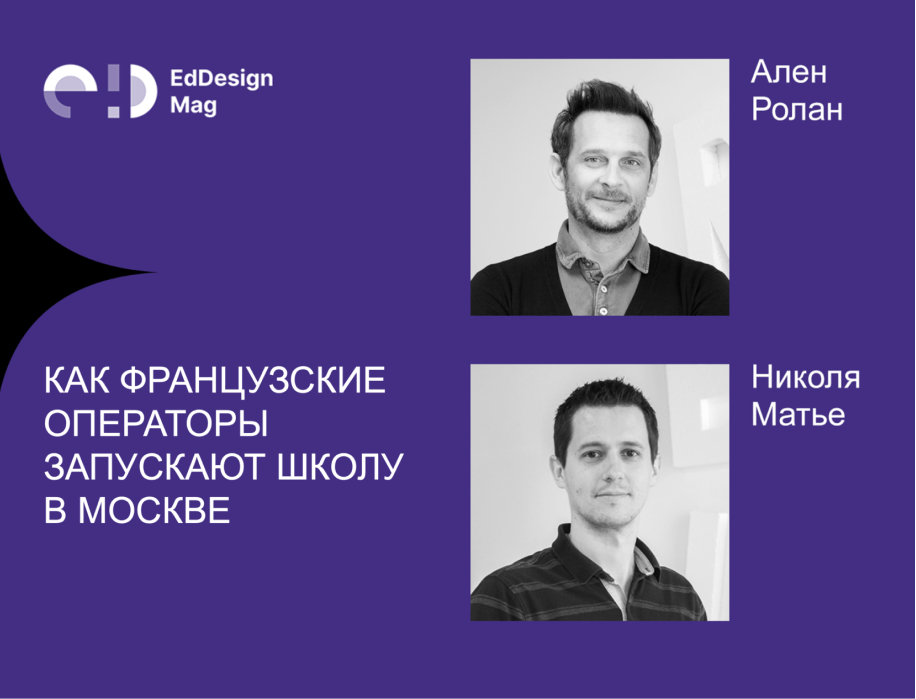 EdDesign
Mag
Ален
Ролан
КАК ФРАНЦУЗСКИЕ
ОПЕРАТОРЫ
ЗАПУСКАЮТ ШКОЛУ
В МОСКВЕ
Николя
Матье